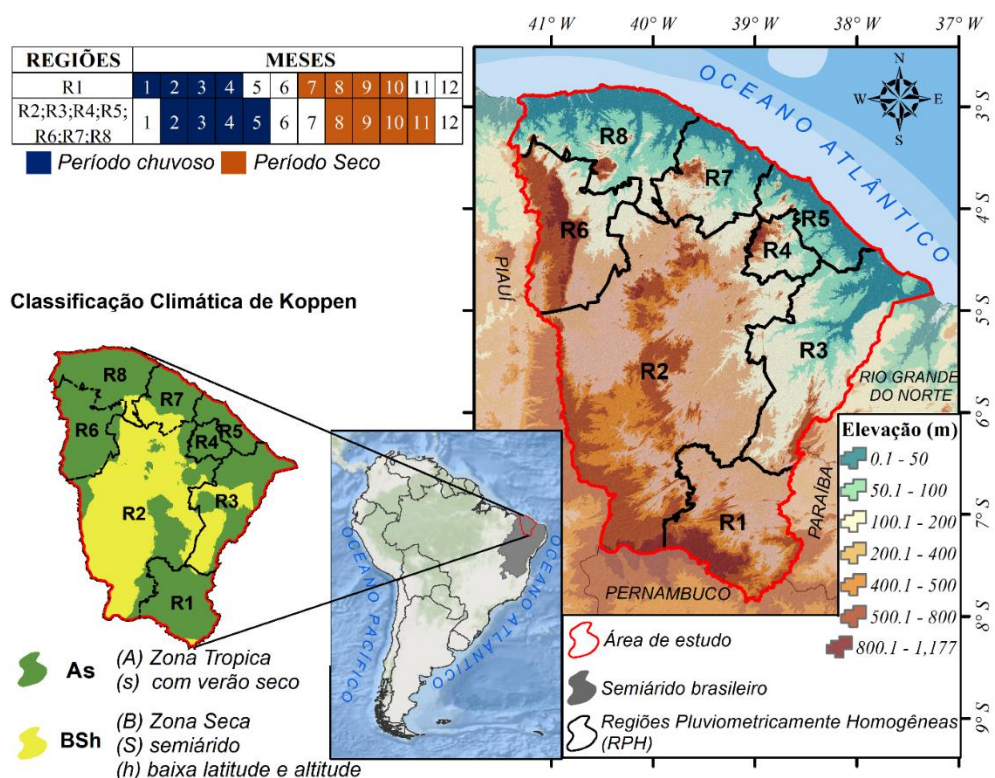 REGIÕES MESES
R1 1 2 3 4 5 6 7 8 9 10 11 12
R2;R3;R4;R5;
R6;R7;R8 1 2 3 4 5 6 7 8 9 10 11 12
Período chuvoso Período Seco
41° W 40° W 39° W 38° W 37° W
N
W E
S
OCEANO ATLÂNTICO
R8
R7
R6
R5
R4
R2
R3
R1
PIAUÍ
RIO GRANDE
DO NORTE
PARAÍBA
PERNAMBUCO
3°S
4°S
5°S
6°S
7°S
8°S
9°S
Classificação Climática de Koppen
R8
R7
R6
R4
R5
R2
R3
1
R1
As (A) Zona Tropica
(s) com verão seco
BSh (B) Zona Seca
(S) semiárido
(h) baixa latitude e altitude
OCEANO PACÍFICO
OCEANO ATLÂNTICO
Elevação (m)
0.1 - 50
50.1 - 100
100.1 - 200
200.1 - 400
400.1 - 500
500.1 - 800
800.1 - 1,177
Área de estudo
Semiárido brasileiro
Regiões Pluviometricamente Homogêneas
(RPH)